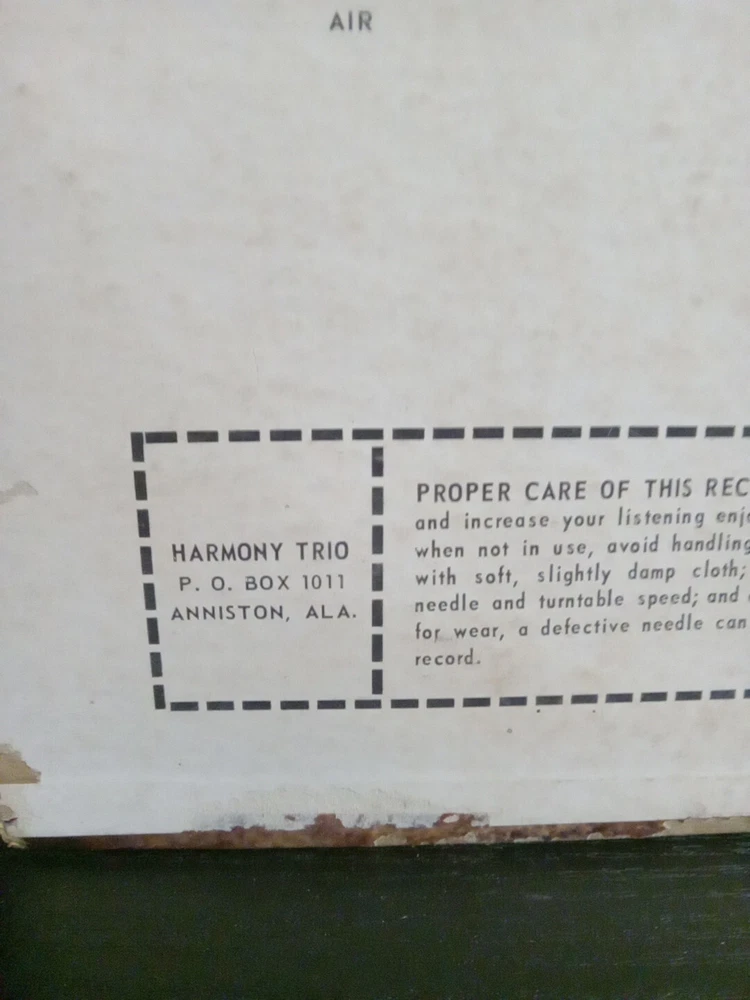 AIR
HARMONY TRIO
P. O. BOX 1011
ANNISTON, ALA.
PROPER CARE OF THIS REC
and increase your listening enj
when not in use, avoid handling
with soft, slightly damp cloth;
needle and turntable speed; and
for wear, a defective needle can
record.